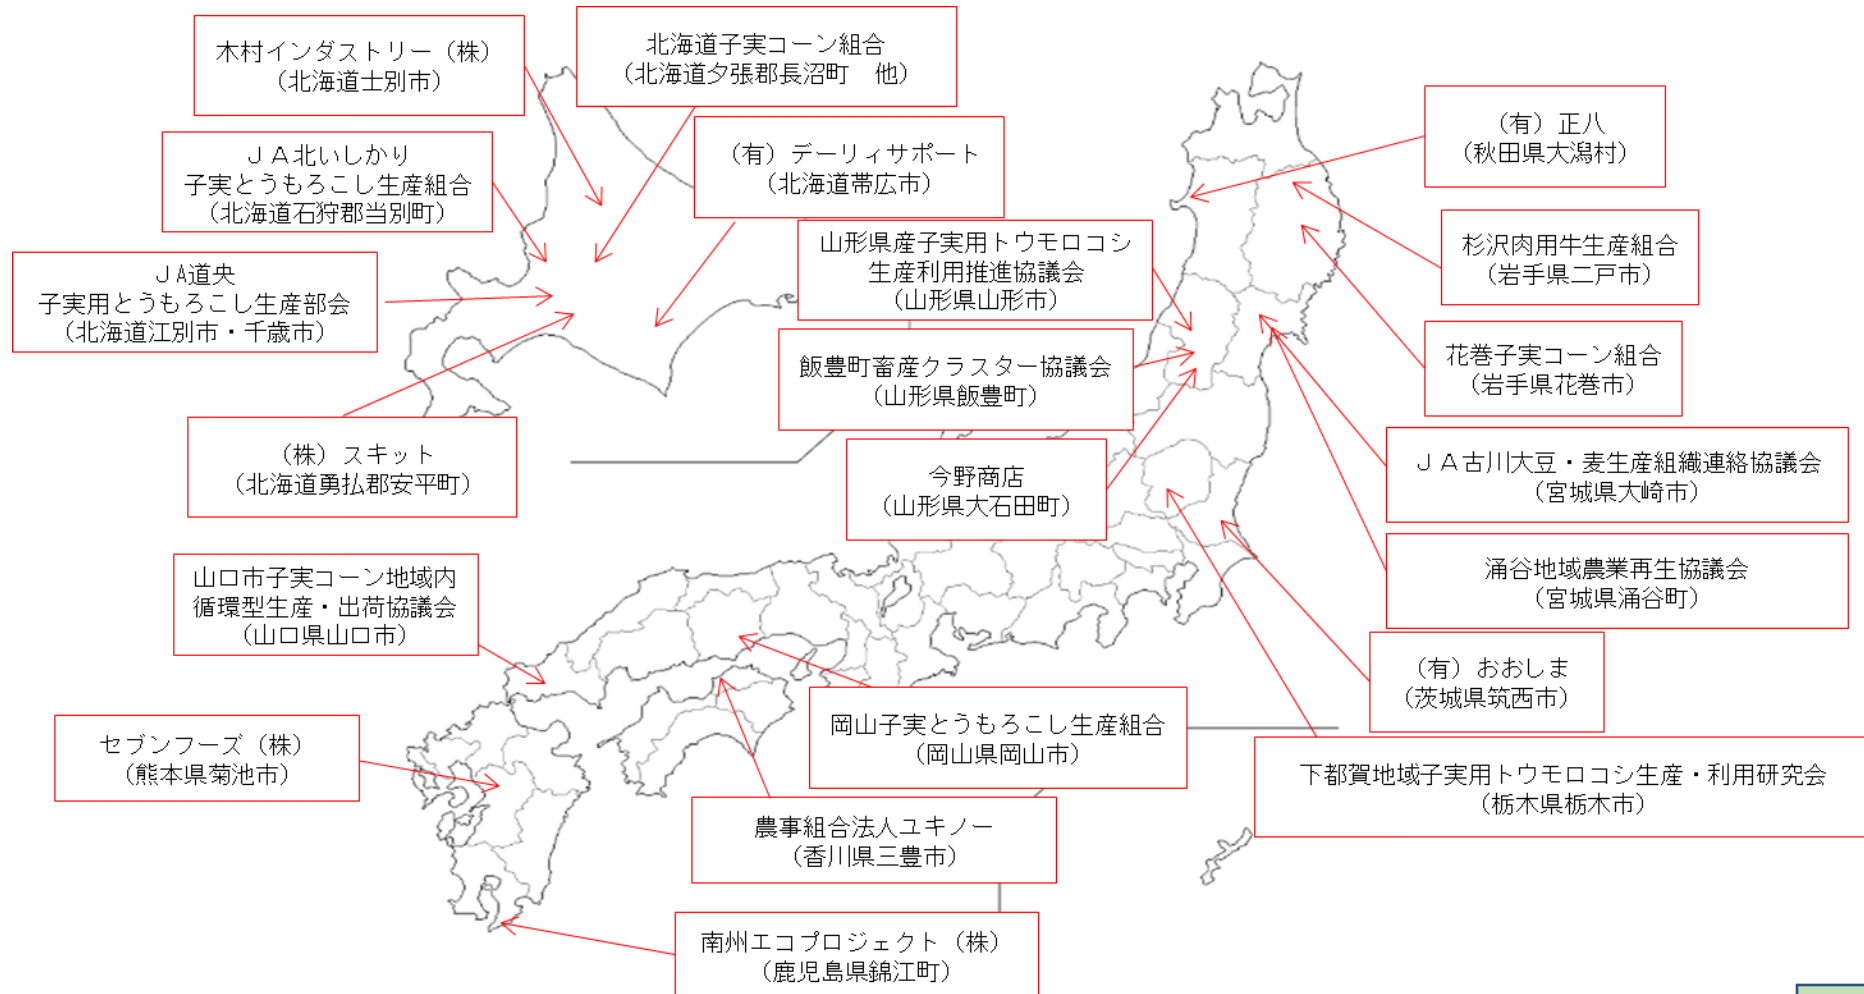 木村インダストリー（株）
（北海道士別市）
北海道子実コーン組合
（北海道夕張郡長沼町　他）
ＪＡ北いしかり
子実とうもろこし生産組合
（北海道石狩郡当別町）
（有）デーリィサポート
（北海道帯広市）
ＪＡ道央
子実用とうもろこし生産部会
（北海道江別市・千歳市）
（株）スキット
（北海道勇払郡安平町）
山形県産子実用トウモロコシ
生産利用推進協議会
（山形県山形市）
飯豊町畜産クラスター協議会
（山形県飯豊町）
今野商店
（山形県大石田町）
（有）正八
（秋田県大潟村）
杉沢肉用牛生産組合
（岩手県二戸市）
花巻子実コーン組合
（岩手県花巻市）
ＪＡ古川大豆・麦生産組織連絡協議会
（宮城県大崎市）
涌谷地域農業再生協議会
（宮城県涌谷町）
（有）おおしま
（茨城県筑西市）
下都賀地域子実用トウモロコシ生産・利用研究会
（栃木県栃木市）
山口市子実コーン地域内
循環型生産・出荷協議会
（山口県山口市）
岡山子実とうもろこし生産組合
（岡山県岡山市）
セブンフーズ（株）
（熊本県菊池市）
農事組合法人ユキノー
（香川県三豊市）
南州エコプロジェクト（株）
（鹿児島県錦江町）